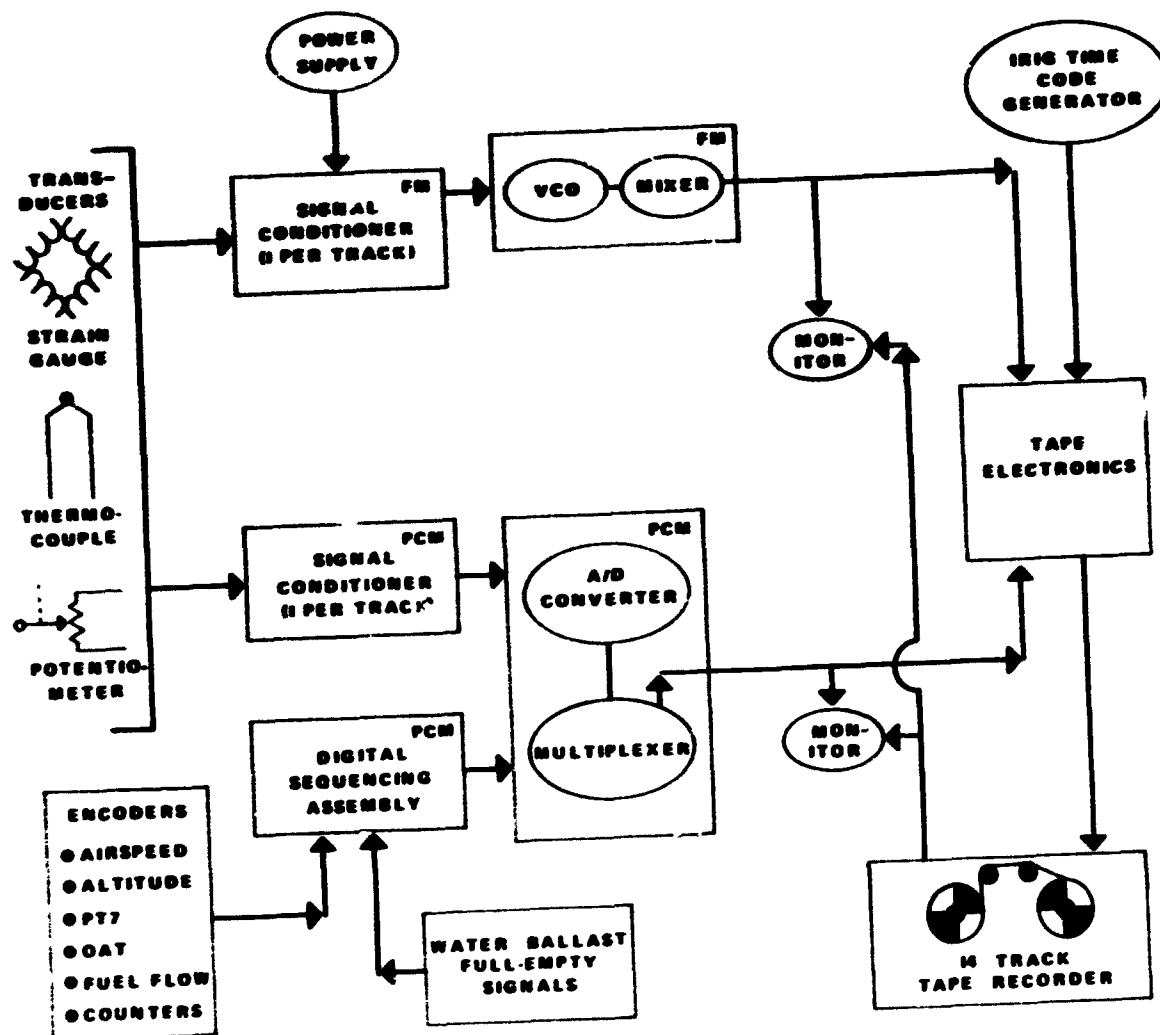 POWER
SUPPLY
IRIG TIME
CODE
GENERATOR
TRANS-
DUCERS
FM
SIGNAL
CONDITIONER
(1 PER TRACK)
FM
VCO
MIXER
STRAIN
GAUGE
MON-
ITOR
TAPE
ELECTRONICS
THERMO-
COUPLE
PCM
SIGNAL
CONDITIONER
(1 PER TRACK)
PCM
A/D
CONVERTER
POTENTIO-
METER
PCM
DIGITAL
SEQUENCING
ASSEMBLY
MULTIPLEXER
MON-
ITOR
ENCODERS
● AIRSPEED
● ALTITUDE
● PT7
● OAT
● FUEL FLOW
● COUNTERS
WATER BALLAST
FULL-EMPTY
SIGNALS
14 TRACK
TAPE RECORDER